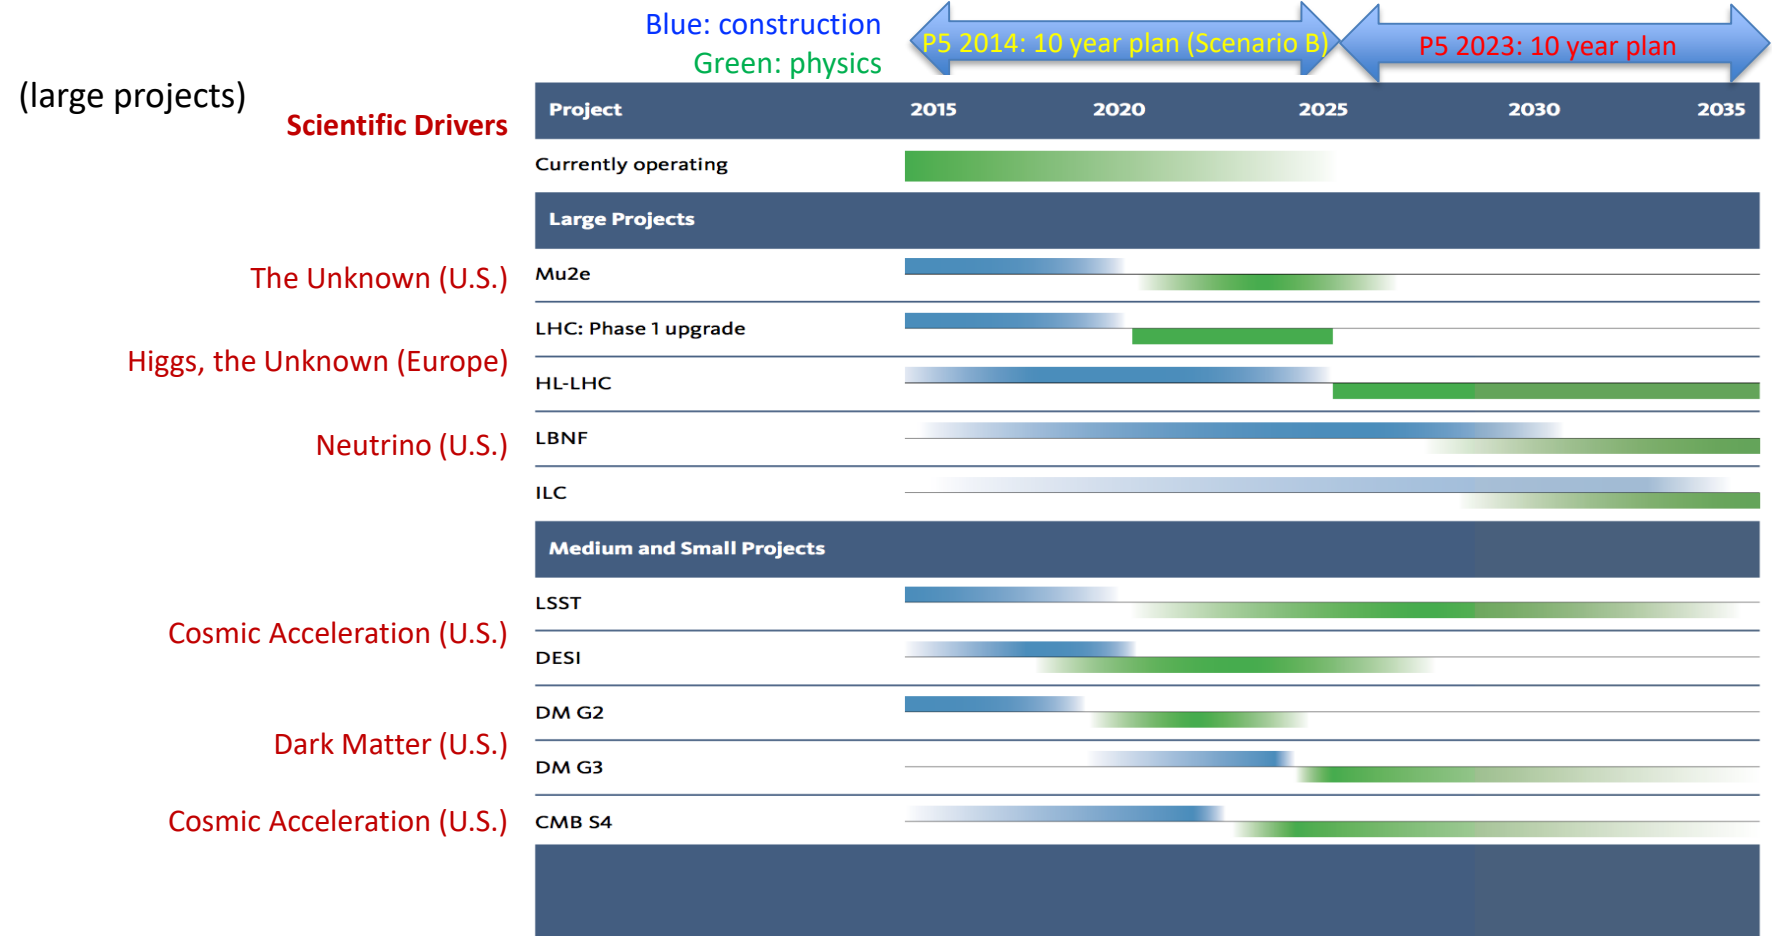 Blue: construction
Green: physics
P5 2014: 10 year plan (Scenario B)
P5 2023: 10 year plan
(large projects)
Scientific Drivers
Project 2015 2020 2025 2030 2035
Currently operating
Large Projects
The Unknown (U.S.) Mu2e
LHC: Phase 1 upgrade
Higgs, the Unknown (Europe)
HL-LHC
Neutrino (U.S.) LBNF
ILC
Medium and Small Projects
LSST
Cosmic Acceleration (U.S.)
DESI
DM G2
Dark Matter (U.S.)
DM G3
Cosmic Acceleration (U.S.) CMB S4